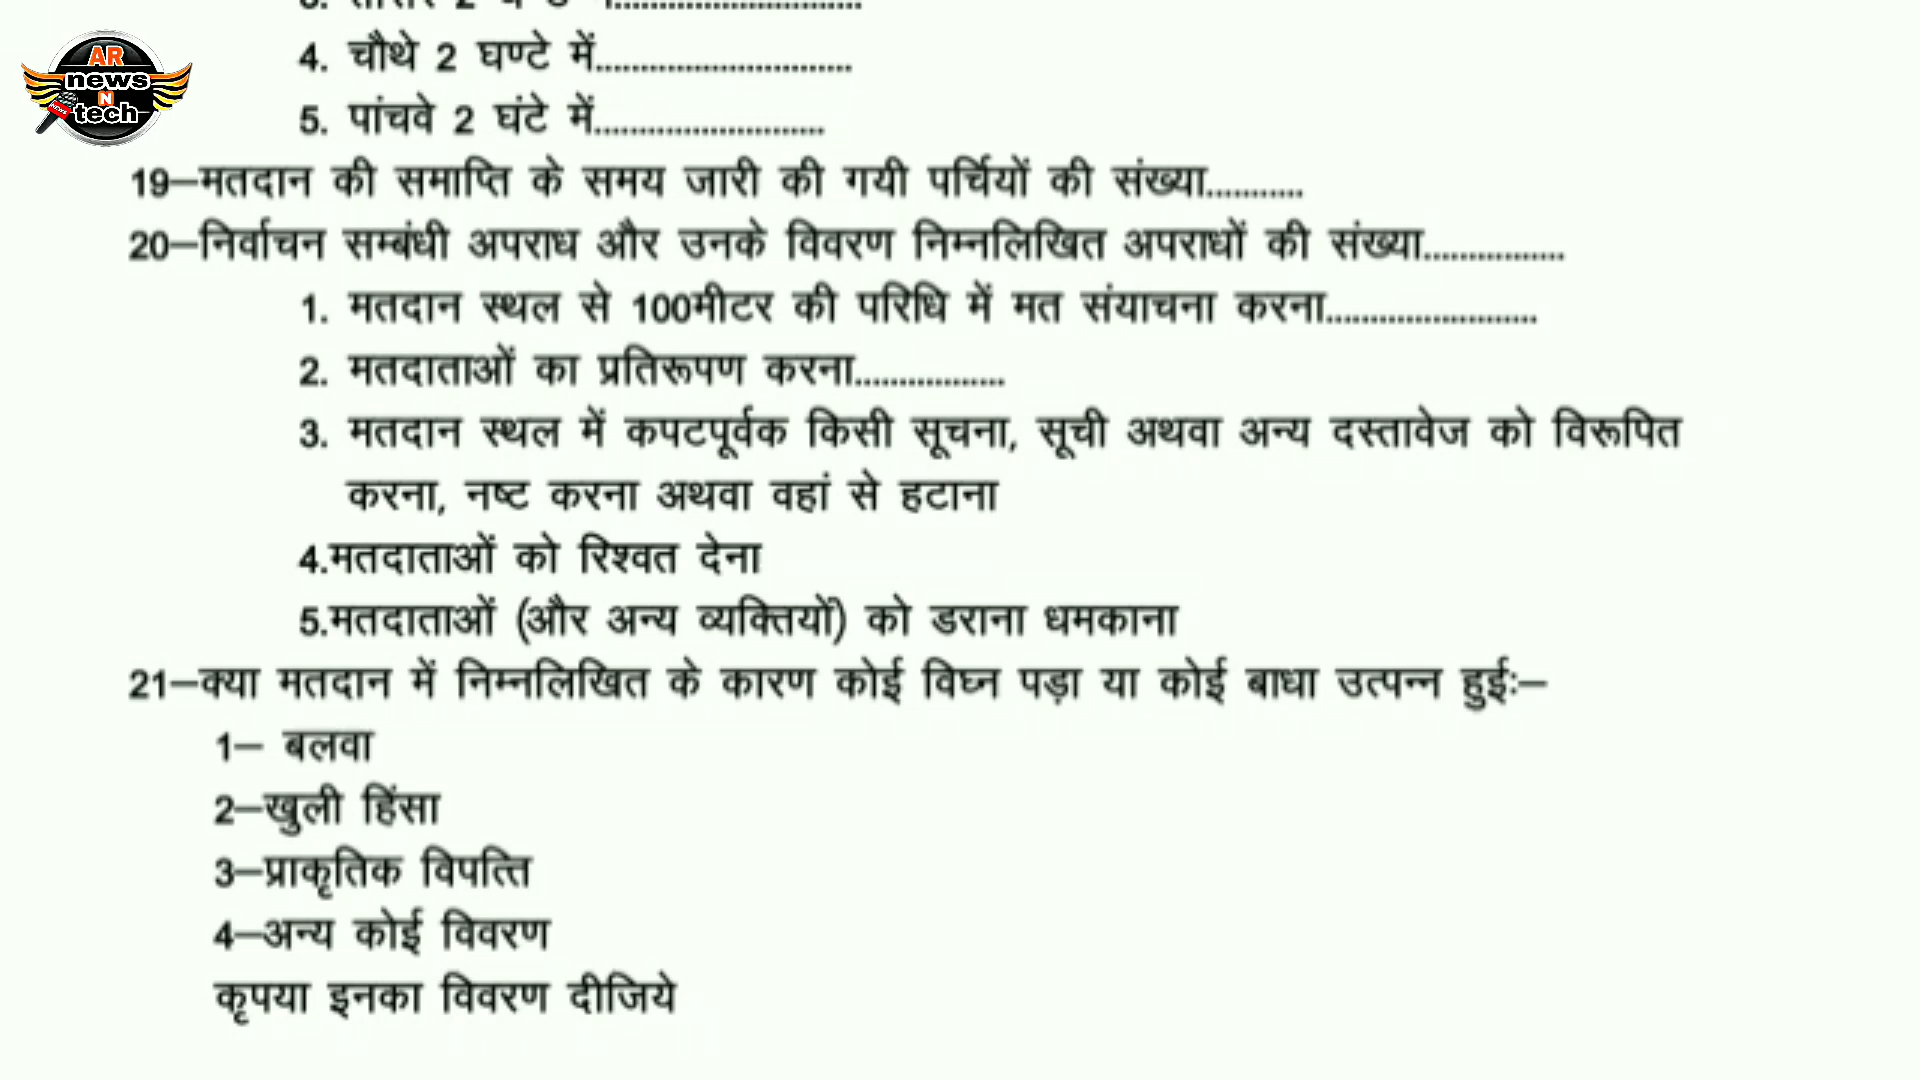 AR
news
N
tech
NEWS
4. चौथे 2 घण्टे में.............................
5. पांचवे 2 घंटे में..........................
19–मतदान की समाप्ति के समय जारी की गयी पर्चियों की संख्या...........
20–निर्वाचन सम्बंधी अपराध और उनके विवरण निम्नलिखित अपराधों की संख्या................
1. मतदान स्थल से 100मीटर की परिधि में मत संयाचना करना........................
2. मतदाताओं का प्रतिरूपण करना.................
3. मतदान स्थल में कपटपूर्वक किसी सूचना, सूची अथवा अन्य दस्तावेज को विरूपित
करना, नष्ट करना अथवा वहां से हटाना
4.मतदाताओं को रिश्वत देना
5.मतदाताओं (और अन्य व्यक्तियों) को डराना धमकाना
21–क्या मतदान में निम्नलिखित के कारण कोई विघ्न पड़ा या कोई बाधा उत्पन्न हुईः–
1– बलवा
2–खुली हिंसा
3–प्राकृतिक विपत्ति
4–अन्य कोई विवरण
कृपया इनका विवरण दीजिये